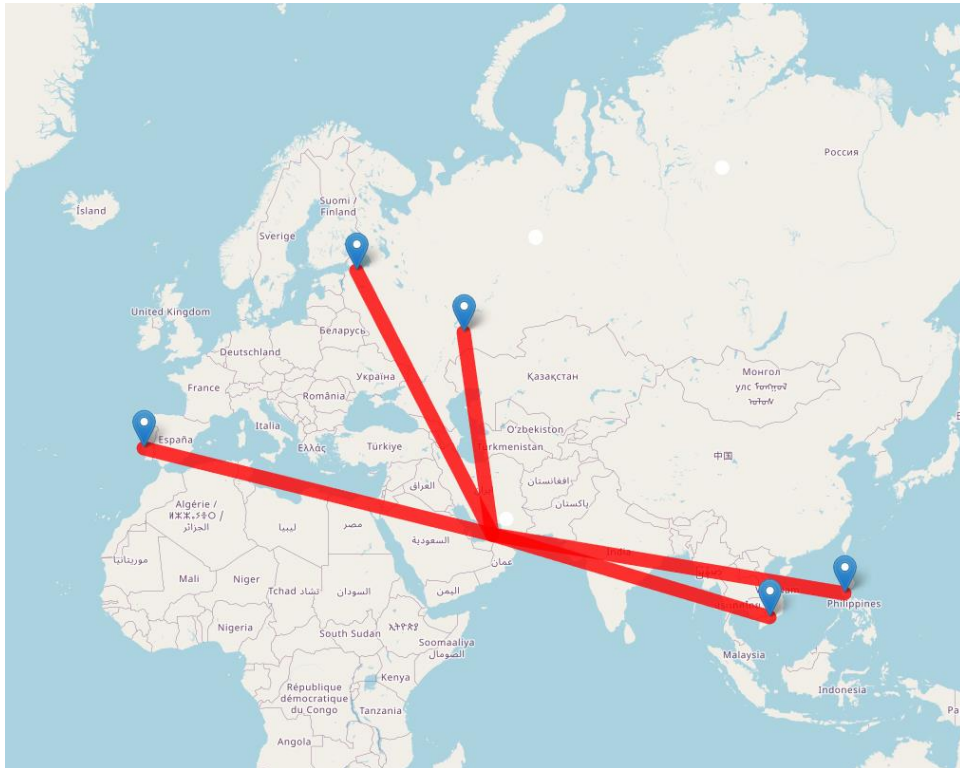 Россия
Suomi /
Finland
Ísland
Sverige
United Kingdom
Беларусь
Deutschland
Україна
Қазақстан
Монгол
улс
France
România
Italia
O'zbekiston
España
Ελλάς
Türkiye
Türkmenistan
中国
العراق
افغانستان
پاکستان
Algérie /
الجزائر
ليبيا
مصر
السعودية
عمان
India
موريتانيا
Mali
Niger
Tchad تشاد
السودان
اليمن
Philippines
Nigeria
South Sudan
Soomaaliya
الصومال
Malaysia
Kenya
République
démocratique
du Congo
Indonesia
Tanzania
Angola